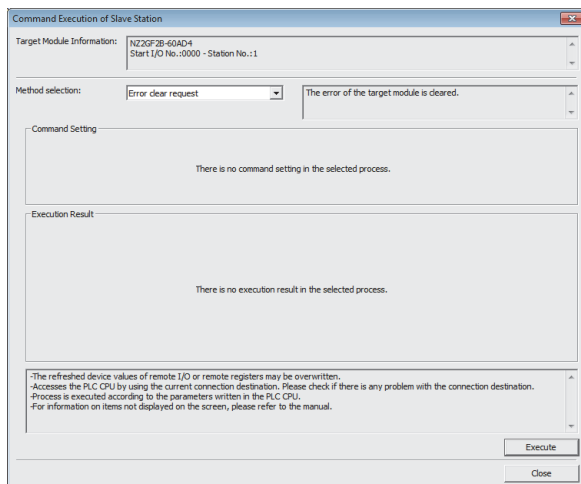 Command Execution of Slave Station
Target Module Information:
NZ2GF2B-60AD4
Start I/O No.:0000 - Station No.:1
Method selection:
Error clear request
The error of the target module is cleared.
Command Setting
There is no command setting in the selected process.
Execution Result
There is no execution result in the selected process.
-The refreshed device values of remote I/O or remote registers may be overwritten.
-Accesses the PLC CPU by using the current connection destination. Please check if there is any problem with the connection destination.
-Process is executed according to the parameters written in the PLC CPU.
-For information on items not displayed on the screen, please refer to the manual.
Execute
Close